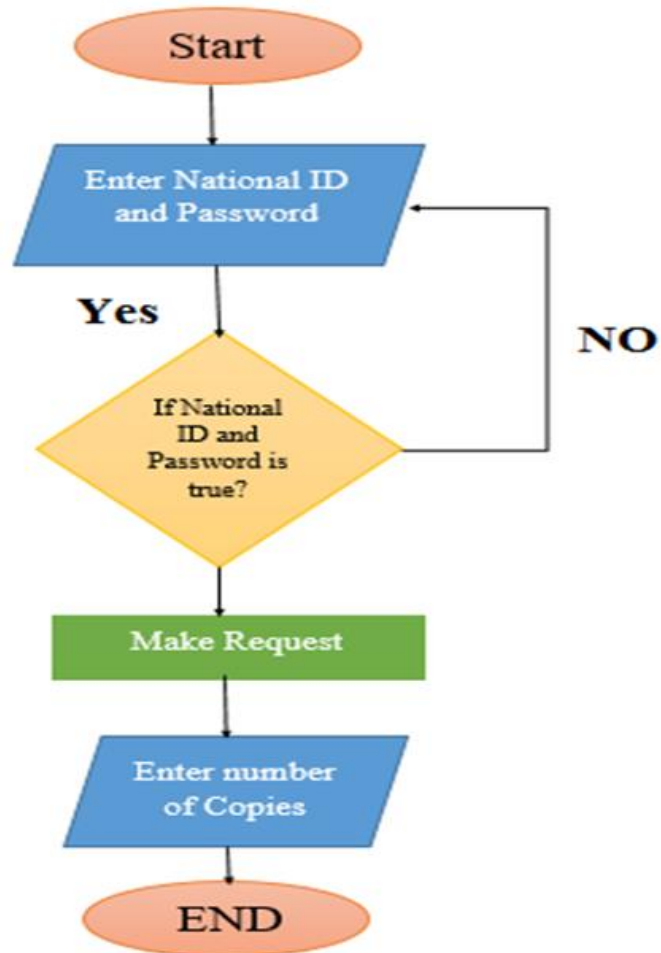 Start
Enter National ID
and Password
Yes
NO
If National
ID and
Password is
true?
Make Request
Enter number
of Copies
END